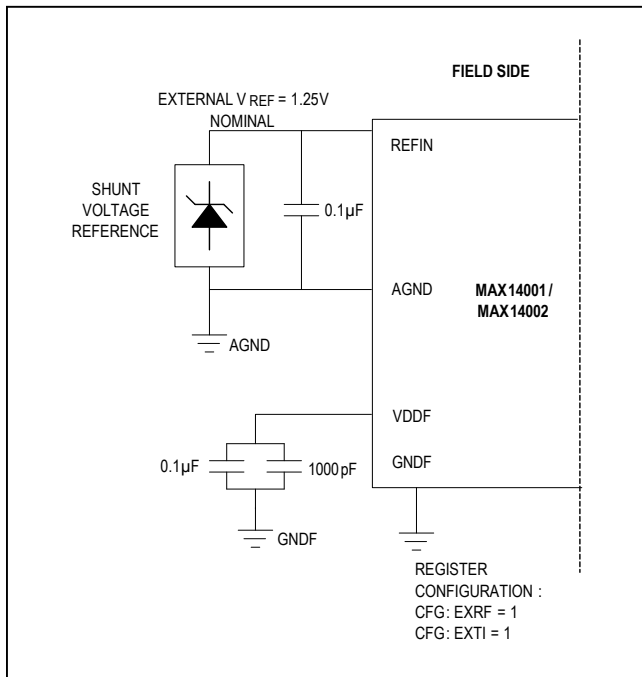 FIELD SIDE
EXTERNAL VREF = 1.25V
NOMINAL
REFIN
SHUNT
VOLTAGE
REFERENCE
0.1µF
AGND
MAX14001/
MAX14002
AGND
VDDF
0.1µF
1000pF
GNDF
GNDF
REGISTER
CONFIGURATION :
CFG: EXRF = 1
CFG: EXTI = 1